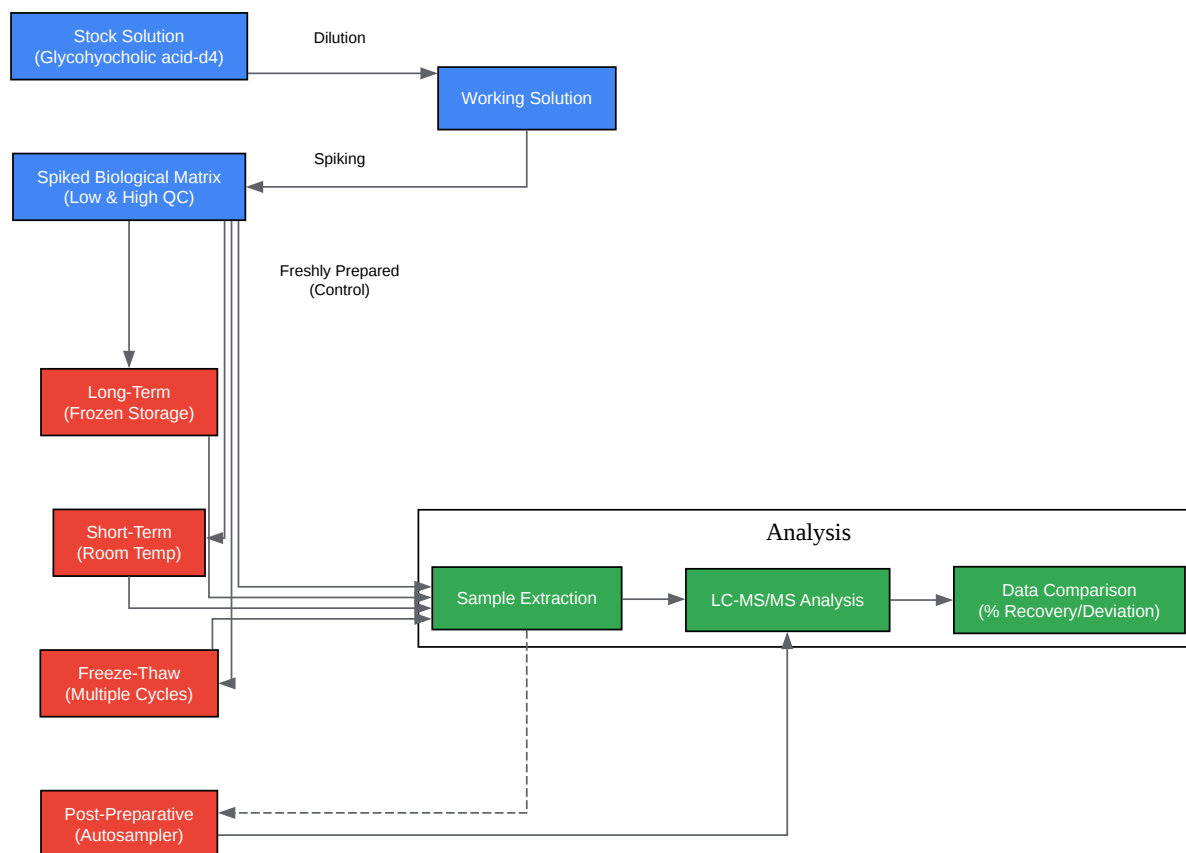 Stock Solution
(Glycohyocholic acid-d4)
Dilution
Working Solution
Spiking
Spiked Biological Matrix
(Low & High QC)
Freshly Prepared
(Control)
Long-Term
(Frozen Storage)
Short-Term
(Room Temp)
Analysis
Sample Extraction
LC-MS/MS Analysis
Data Comparison
(% Recovery/Deviation)
Freeze-Thaw
(Multiple Cycles)
Post-Preparative
(Autosampler)